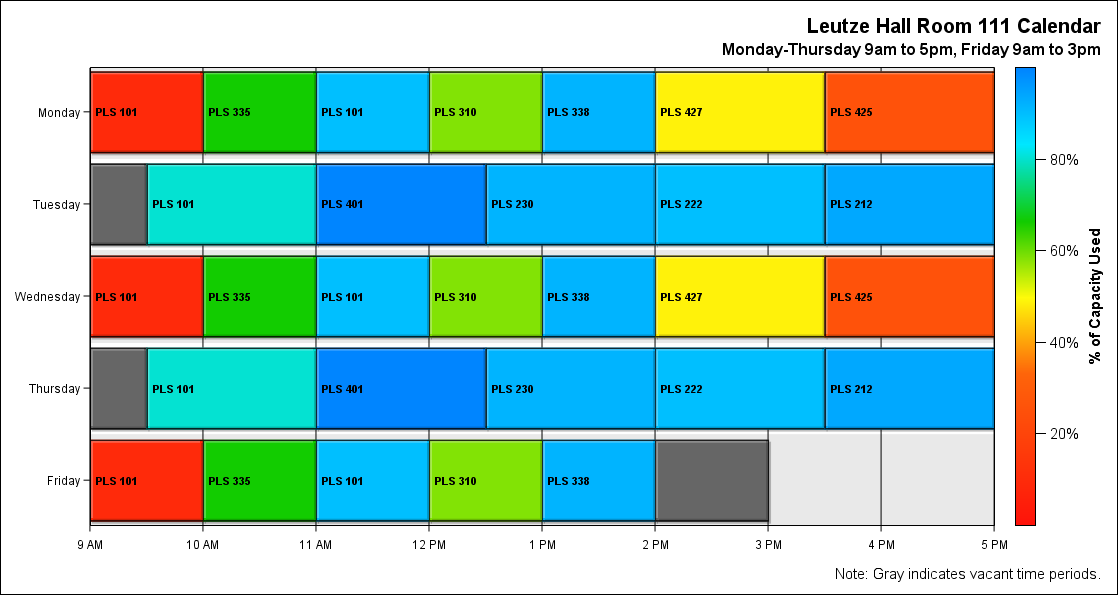 Leutze Hall Room 111 Calendar
Monday-Thursday 9am to 5pm, Friday 9am to 3pm
Monday
PLS 101
PLS 335
PLS 101
PLS 310
PLS 338
PLS 427
PLS 425
Tuesday
PLS 101
PLS 401
PLS 230
PLS 222
PLS 212
Wednesday
PLS 101
PLS 335
PLS 101
PLS 310
PLS 338
PLS 427
PLS 425
Thursday
PLS 101
PLS 401
PLS 230
PLS 222
PLS 212
Friday
PLS 101
PLS 335
PLS 101
PLS 310
PLS 338
9 AM
10 AM
11 AM
12 PM
1 PM
2 PM
3 PM
4 PM
5 PM
80%
60%
40%
20%
% of Capacity Used
Note: Gray indicates vacant time periods.